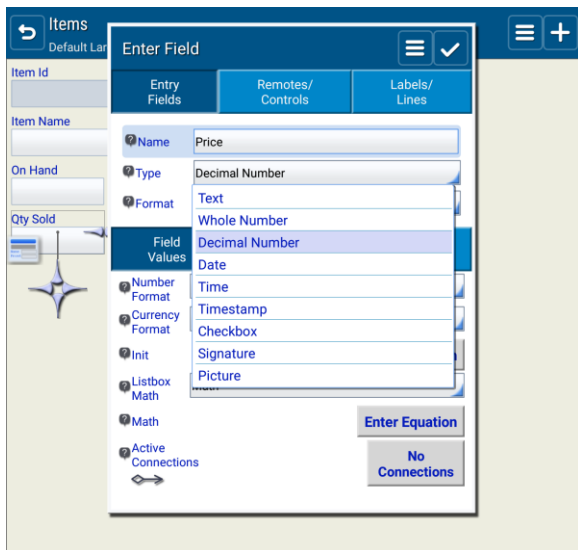 Items
Default Lar
Enter Field
Item Id
Entry
Fields
Remotes/
Controls
Labels/
Lines
Item Name
Name
Price
On Hand
Type
Decimal Number
Format
Text
Whole Number
Decimal Number
Date
Time
Timestamp
Checkbox
Signature
Picture
Qty Sold
Field
Values
Number
Format
Currency
Format
Init
Listbox
Math
Math
Enter Equation
Active
Connections
No
Connections